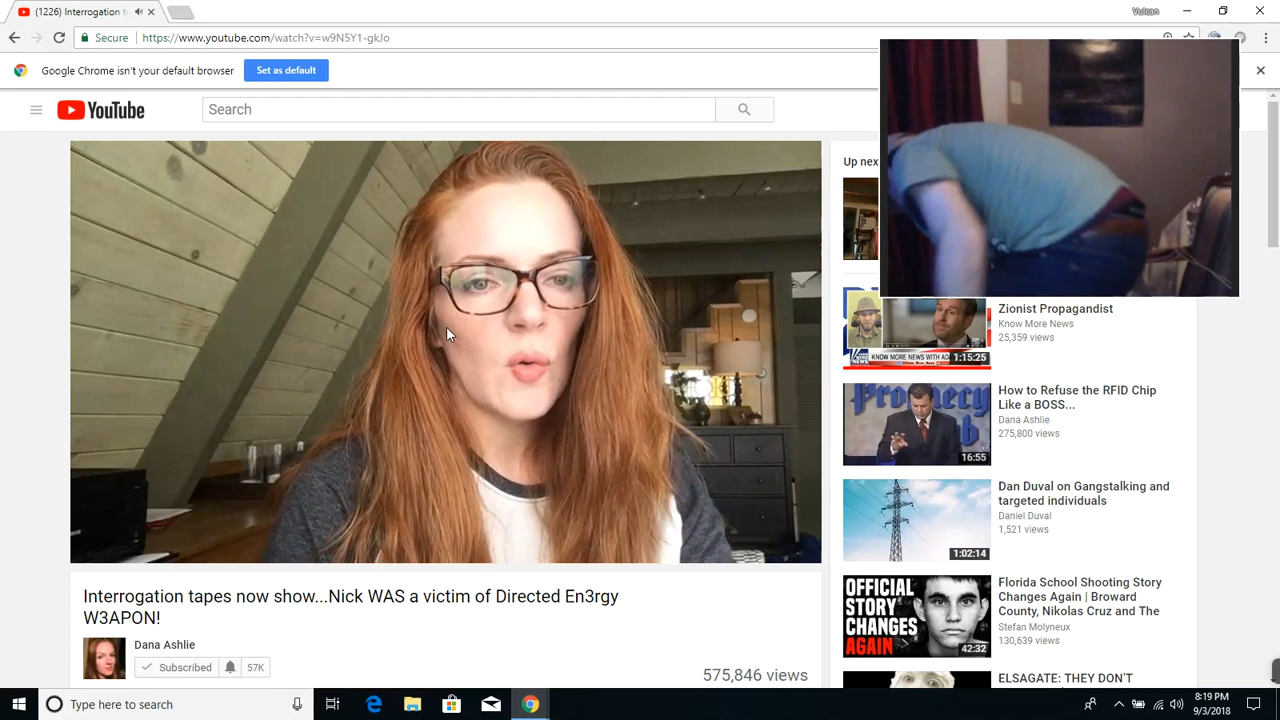 (1226) Interrogation t
Vulcan
Secure
https://www.youtube.com/watch?v=w9N5Y1-gkJo
Google Chrome isn't your default browser
Set as default
YouTube
Search
Up nex
Zionist Propagandist
Know More News
25,359 views
KNOW MORE NEWS WITH AD
1:15:25
How to Refuse the RFID Chip
Like a BOSS...
Dana Ashlie
275,800 views
Prophecy
16:55
Dan Duval on Gangstalking and
targeted individuals
Daniel Duval
1,521 views
1:02:14
Florida School Shooting Story
Changes Again | Broward
County, Nikolas Cruz and The
Stefan Molyneux
130,639 views
OFFICIAL
STORY
CHANGES
AGAIN
42:32
ELSAGATE: THEY DON'T
Interrogation tapes now show...Nick WAS a victim of Directed En3rgy
W3APON!
Dana Ashlie
Subscribed
57K
575,846 views
Type here to search
8:19 PM
9/3/2018